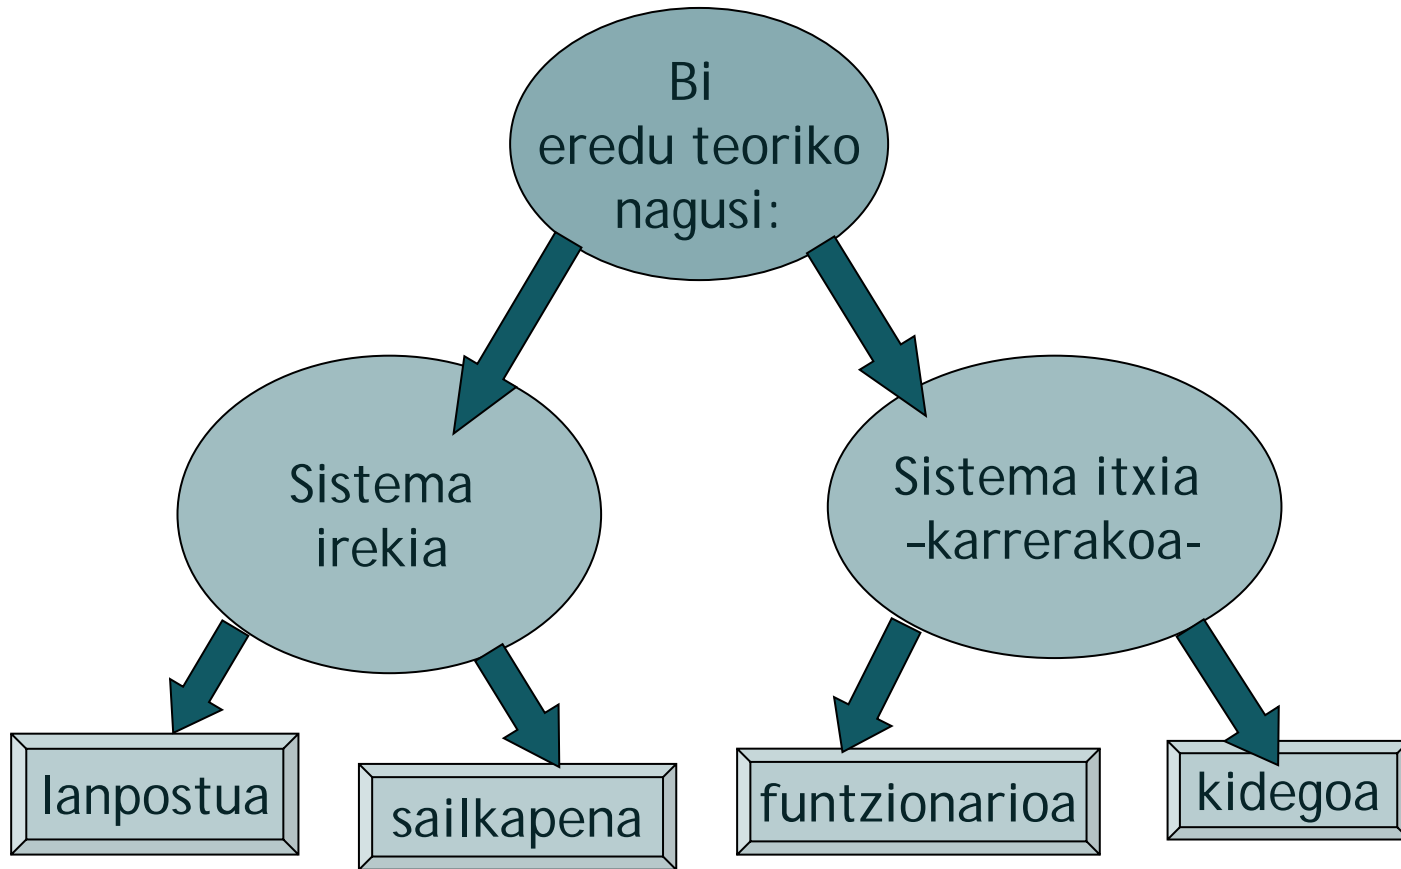 Bi
eredu teoriko
nagusi:
Sistema
irekia
Sistema itxia
–karrerakoa-
lanpostua
sailkapena
funtzionarioa
kidegoa